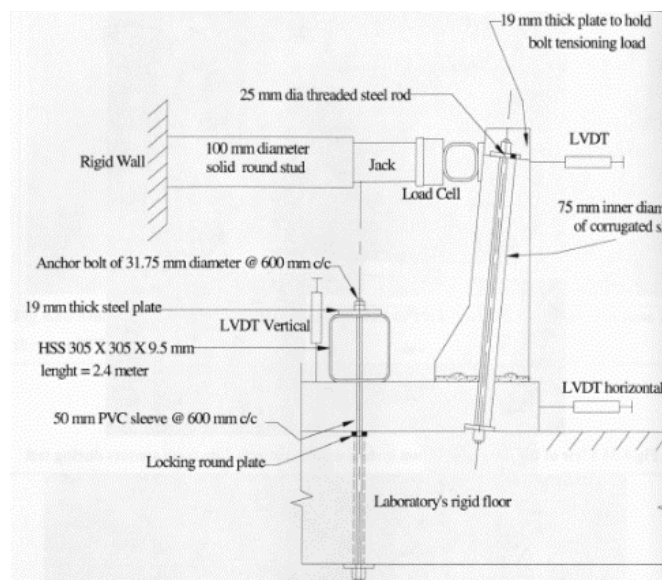 19 mm thick plate to hold
bolt tensioning load
25 mm dia threaded steel rod
LVDT
100 mm diameter
solid round stud
Rigid Wall
Jack
Load Cell
75 mm inner diam
of corrugated s
Anchor bolt of 31.75 mm diameter @ 600 mm c/c
19 mm thick steel plate
LVDT Vertical
HSS 305 X 305 X 9.5 mm
lenght = 2.4 meter
LVDT horizontal
50 mm PVC sleeve @ 600 mm c/c
Locking round plate
Laboratory's rigid floor